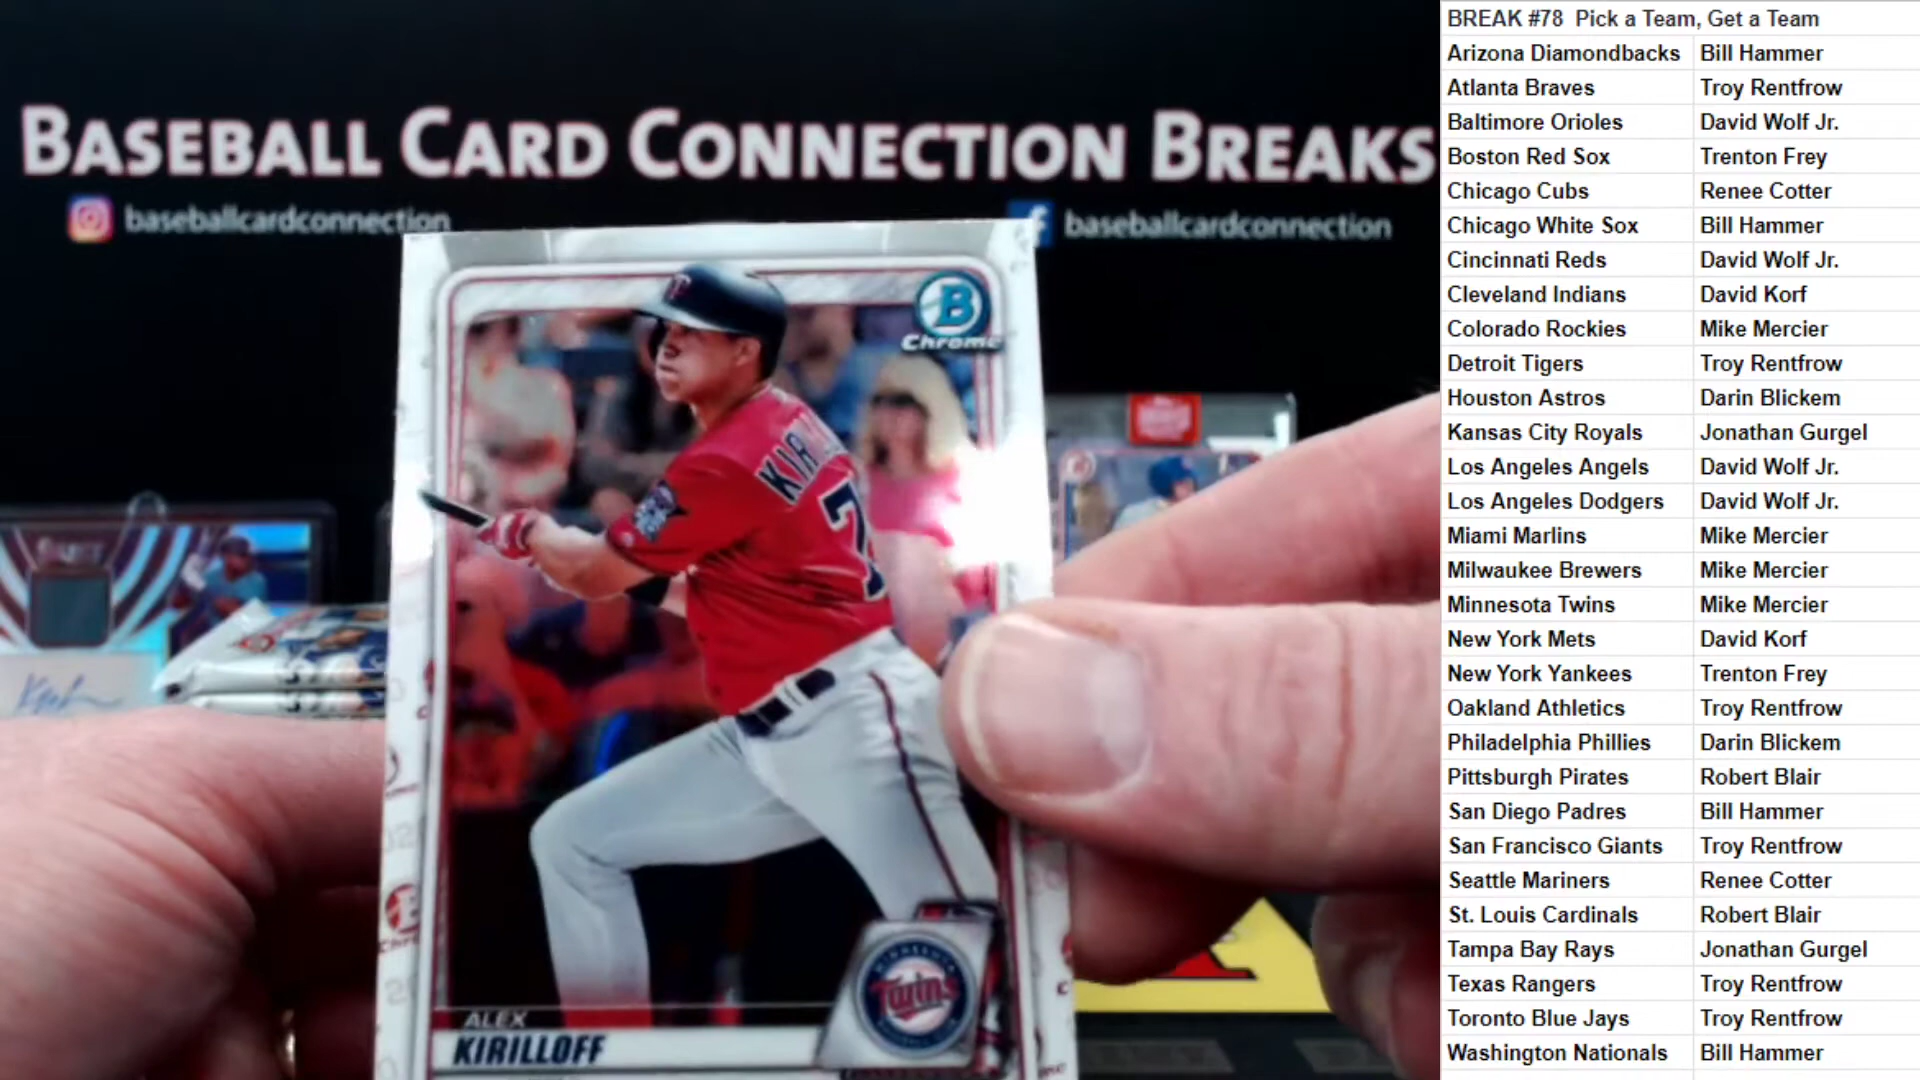 BASEBALL CARD CONNECTION BREAKS
baseballcardconnection
baseballcardconnection
B
Chrome
T
7
Twins
ALEX
KIRILLOFF
BREAK #78 Pick a Team, Get a Team
Arizona Diamondbacks Bill Hammer
Atlanta Braves Troy Rentfrow
Baltimore Orioles David Wolf Jr.
Boston Red Sox Trenton Frey
Chicago Cubs Renee Cotter
Chicago White Sox Bill Hammer
Cincinnati Reds David Wolf Jr.
Cleveland Indians David Korf
Colorado Rockies Mike Mercier
Detroit Tigers Troy Rentfrow
Houston Astros Darin Blickem
Kansas City Royals Jonathan Gurgel
Los Angeles Angels David Wolf Jr.
Los Angeles Dodgers David Wolf Jr.
Miami Marlins Mike Mercier
Milwaukee Brewers Mike Mercier
Minnesota Twins Mike Mercier
New York Mets David Korf
New York Yankees Trenton Frey
Oakland Athletics Troy Rentfrow
Philadelphia Phillies Darin Blickem
Pittsburgh Pirates Robert Blair
San Diego Padres Bill Hammer
San Francisco Giants Troy Rentfrow
Seattle Mariners Renee Cotter
St. Louis Cardinals Robert Blair
Tampa Bay Rays Jonathan Gurgel
Texas Rangers Troy Rentfrow
Toronto Blue Jays Troy Rentfrow
Washington Nationals Bill Hammer